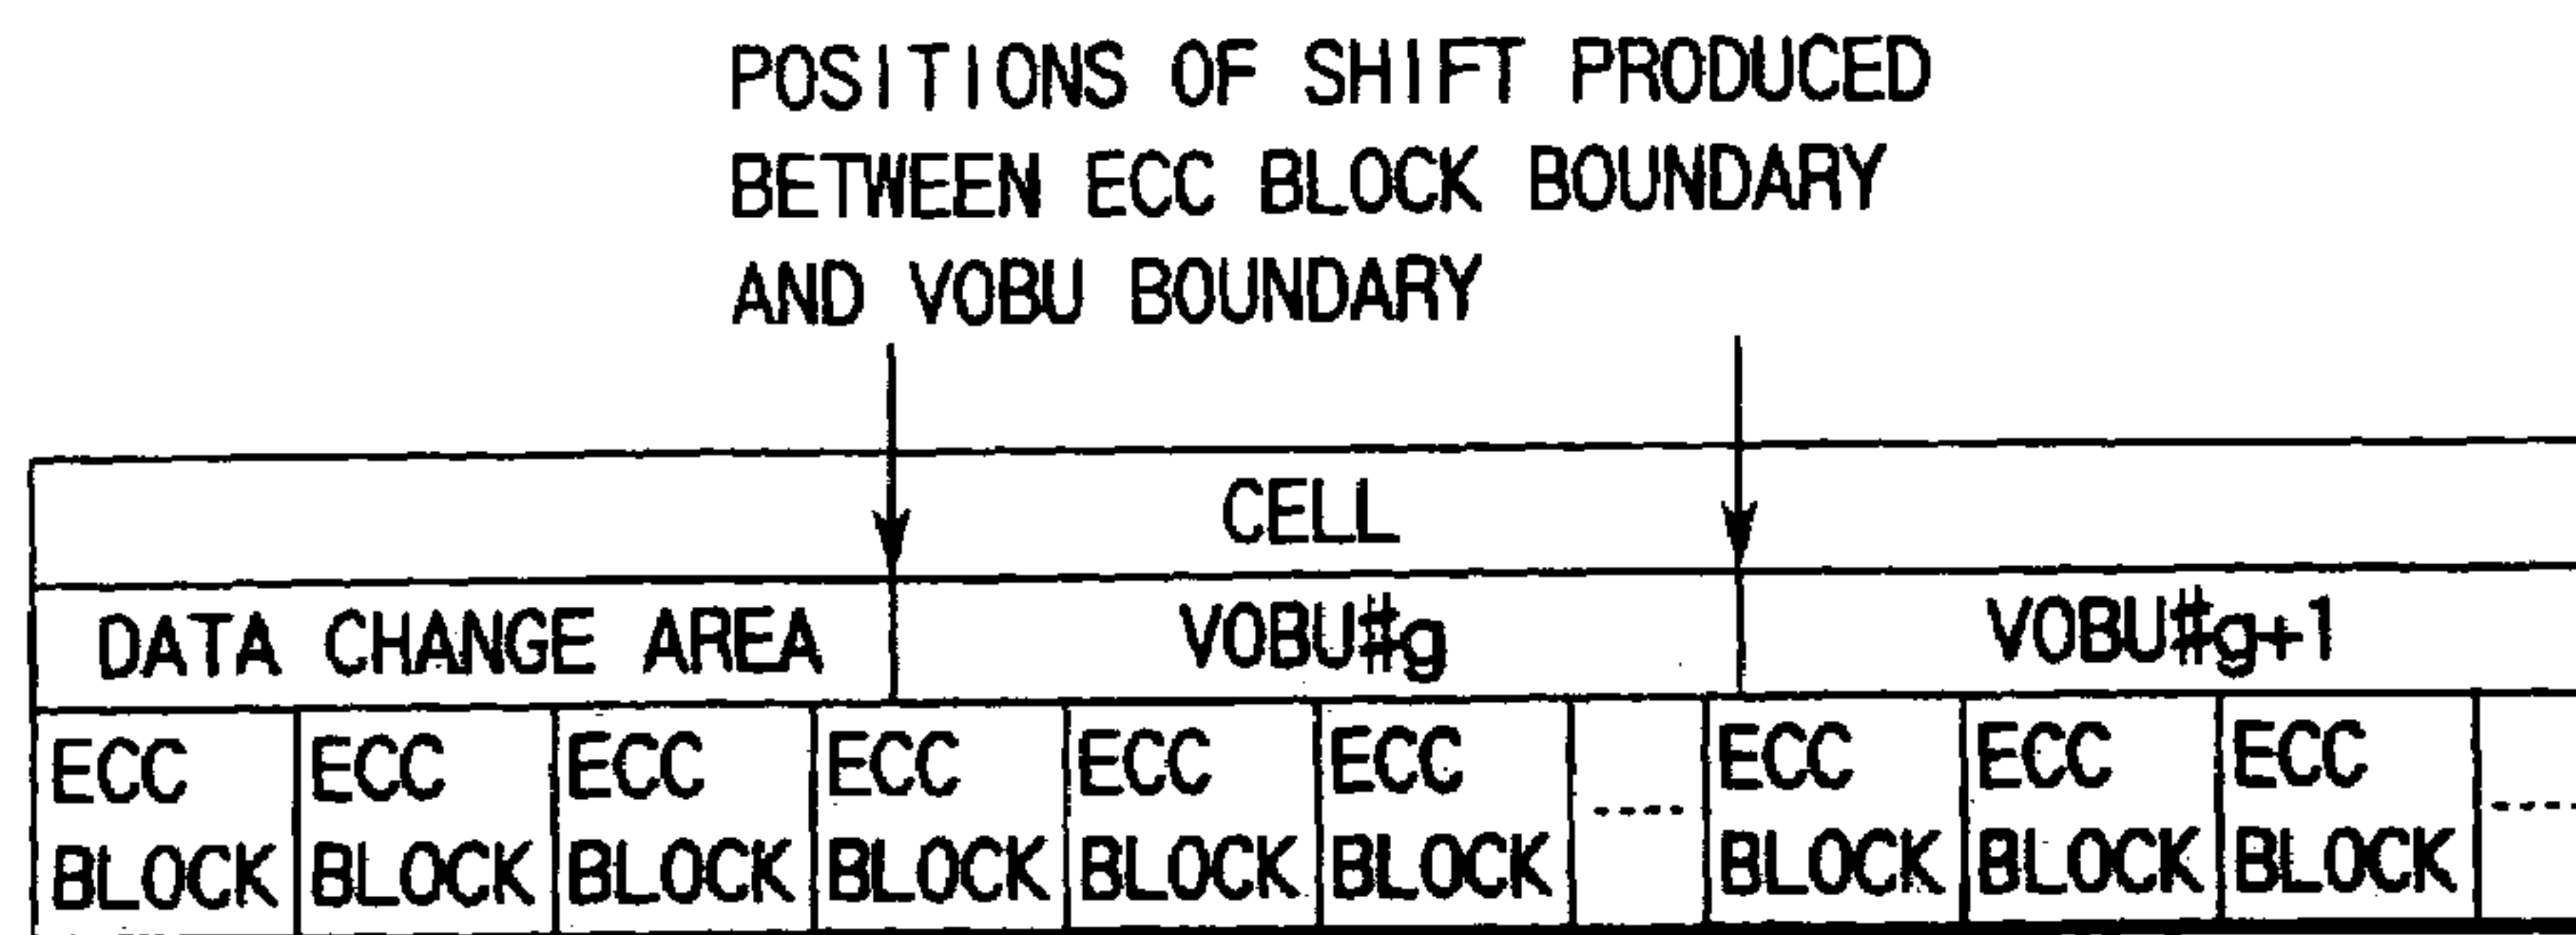 POSITIONS OF SHIFT PRODUCED
BETWEEN ECC BLOCK BOUNDARY
AND VOBU BOUNDARY
CELL
DATA CHANGE AREA VOBU#g VOBU#g+1
ECC ECC ECC ECC ECC ECC ECC ECC ECC
BLOCK BLOCK BLOCK BLOCK BLOCK BLOCK ---- BLOCK BLOCK BLOCK ----